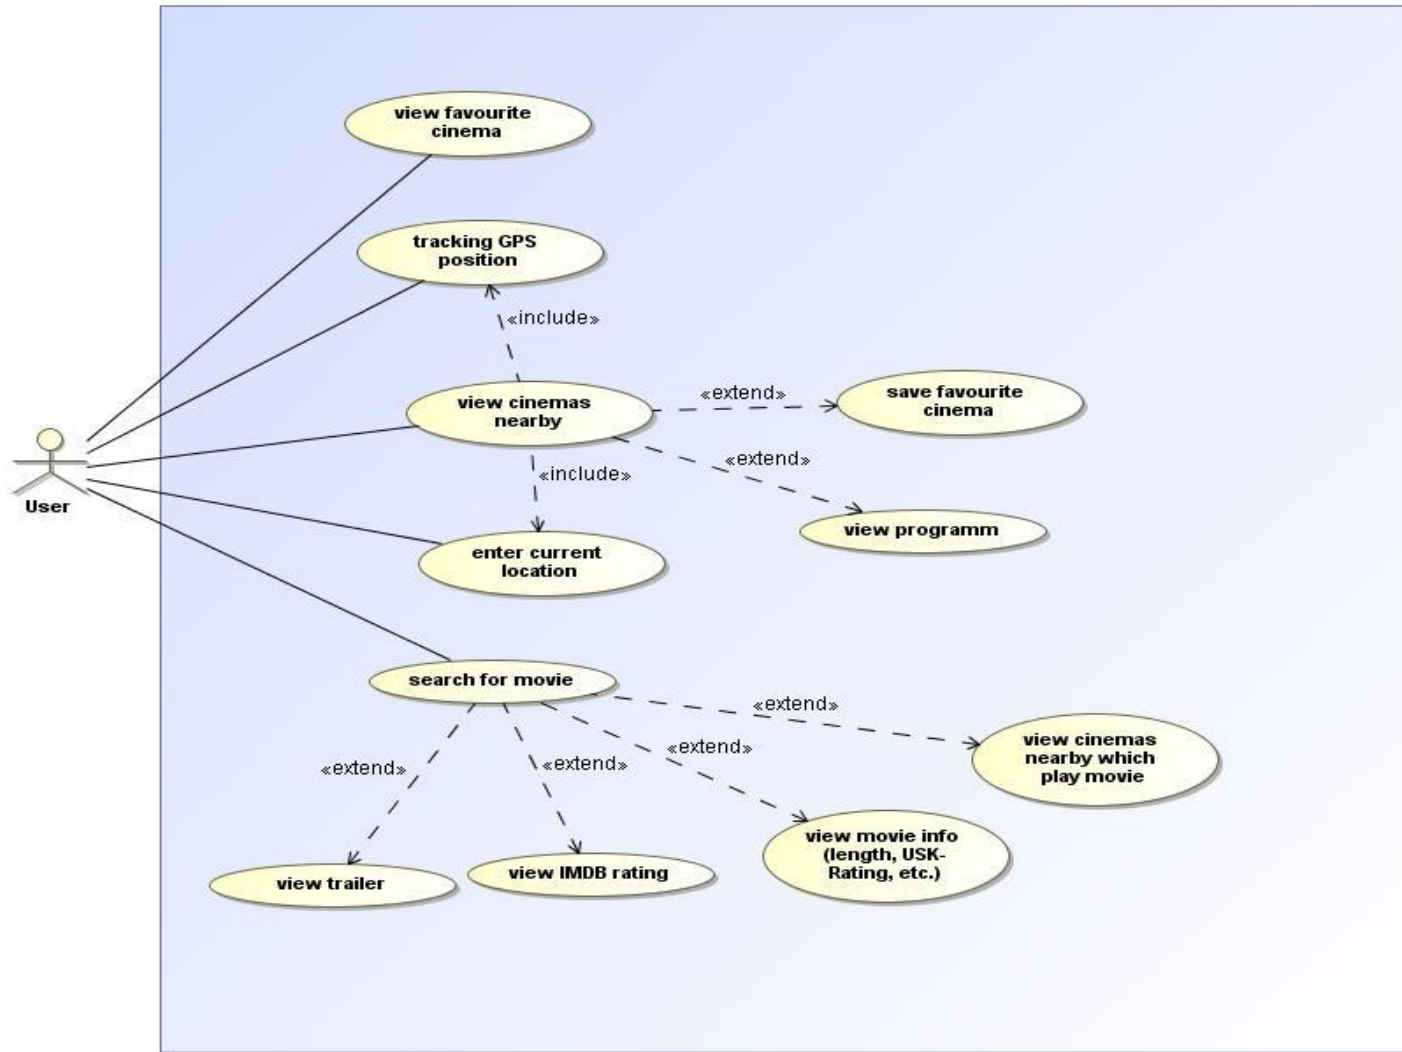 view favourite
cinema
tracking GPS
position
«include»
view cinemas
nearby
«extend»
save favourite
cinema
«extend»
«include»
view programm
User
enter current
location
search for movie
«extend»
view cinemas
nearby which
play movie
«extend»
«extend»
«extend»
view movie info
(length, USK-
Rating, etc.)
view trailer
view IMDB rating